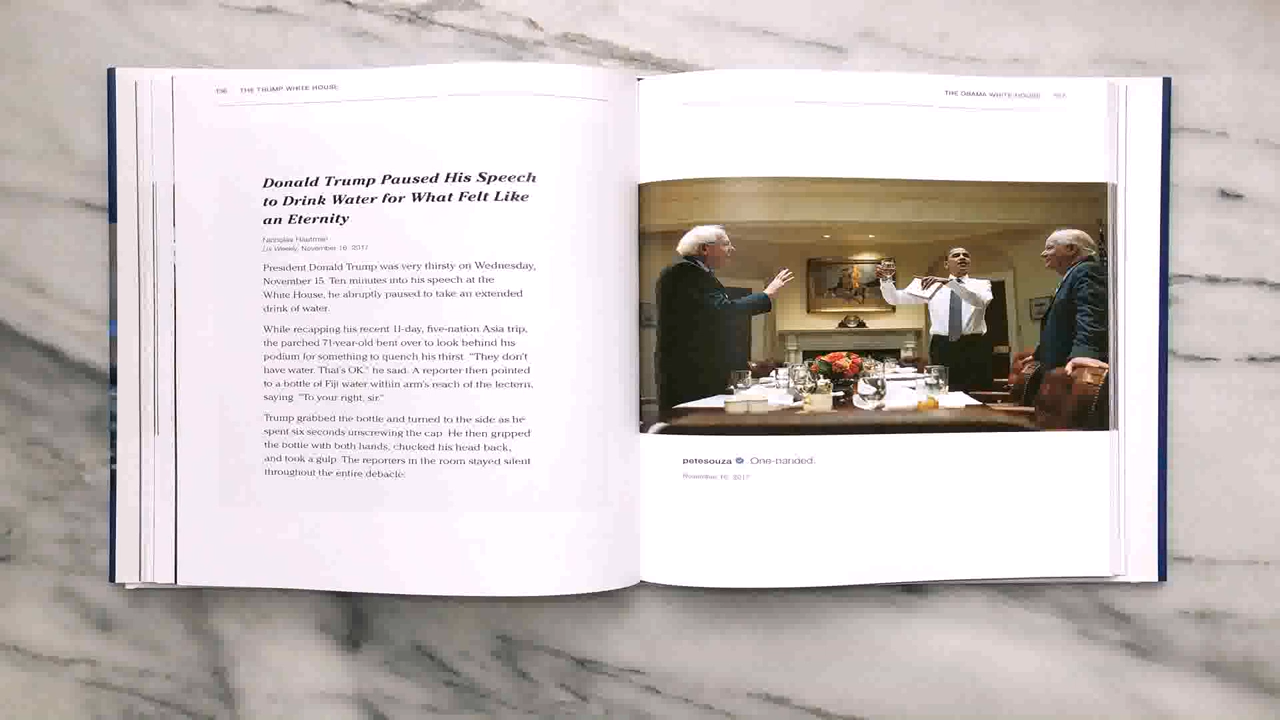 196 THE TRUMP WHITE HOUSE
Donald Trump Paused His Speech
to Drink Water for What Felt Like
an Eternity
Nicholas Hautman
Us Weekly, November 16, 2017
President Donald Trump was very thirsty on Wednesday,
November 15. Ten minutes into his speech at the
White House, he abruptly paused to take an extended
drink of water.
While recapping his recent 11-day, five-nation Asia trip,
the parched 71-year-old bent over to look behind his
podium for something to quench his thirst. “They don't
have water. That's OK,” he said. A reporter then pointed
to a bottle of Fiji water within arm's reach of the lectern,
saying “To your right, sir.”
Trump grabbed the bottle and turned to the side as he
spent six seconds unscrewing the cap. He then gripped
the bottle with both hands, chucked his head back,
and took a gulp. The reporters in the room stayed silent
throughout the entire debacle.
THE OBAMA WHITE HOUSE
petesouza One-handed.
November 16, 2017